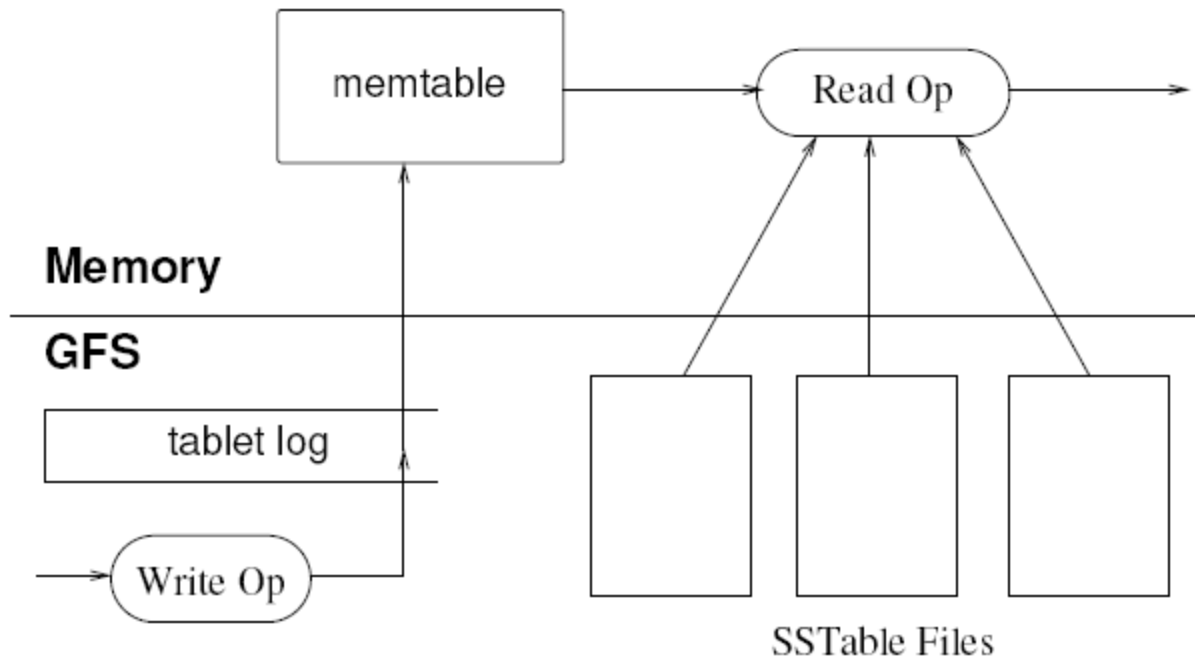 memtable
Read Op
Memory
GFS
tablet log
Write Op
SSTable Files